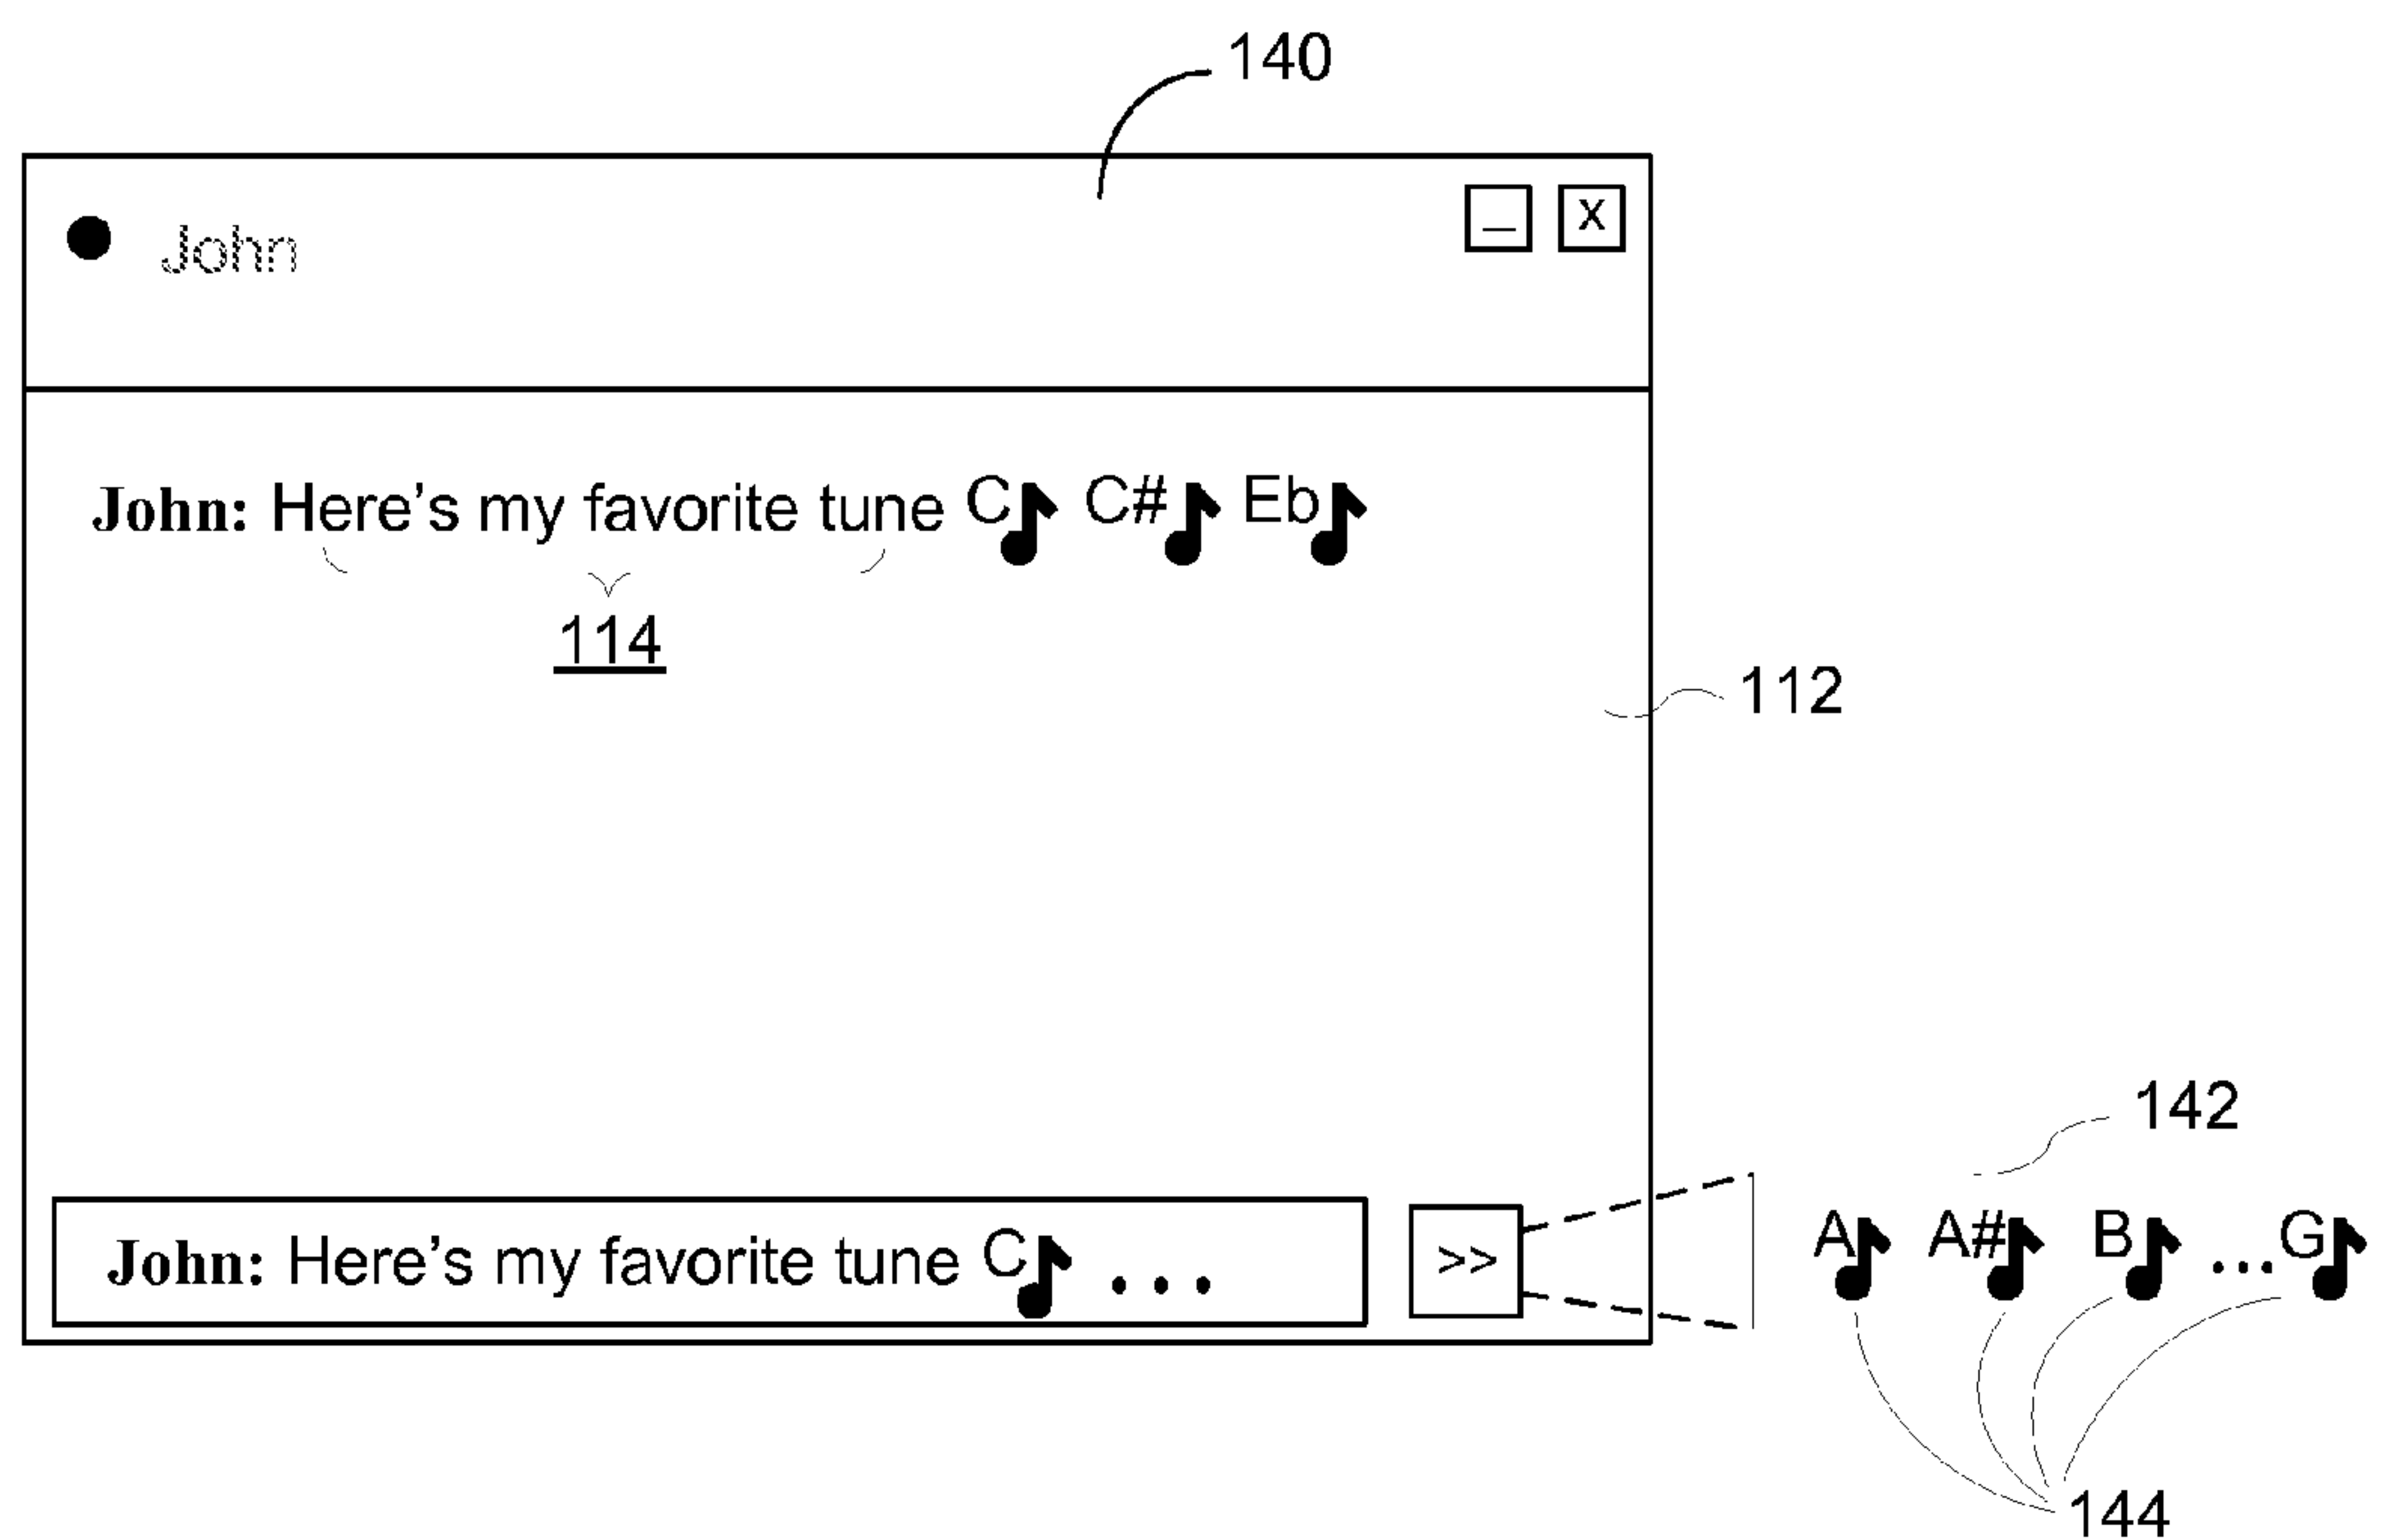 140
John _ X
John: Here's my favorite tune C C# Eb
114
112
142
A A# B ...G
John: Here's my favorite tune C ... >>
144